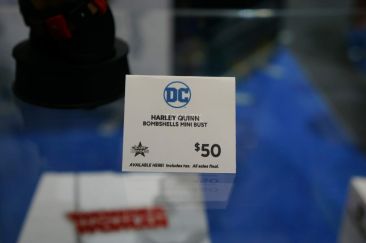 DC
HARLEY QUINN
BOMBSHELLS MINI BUST
$50
AVAILABLE HERE! Includes tax. All sales final.